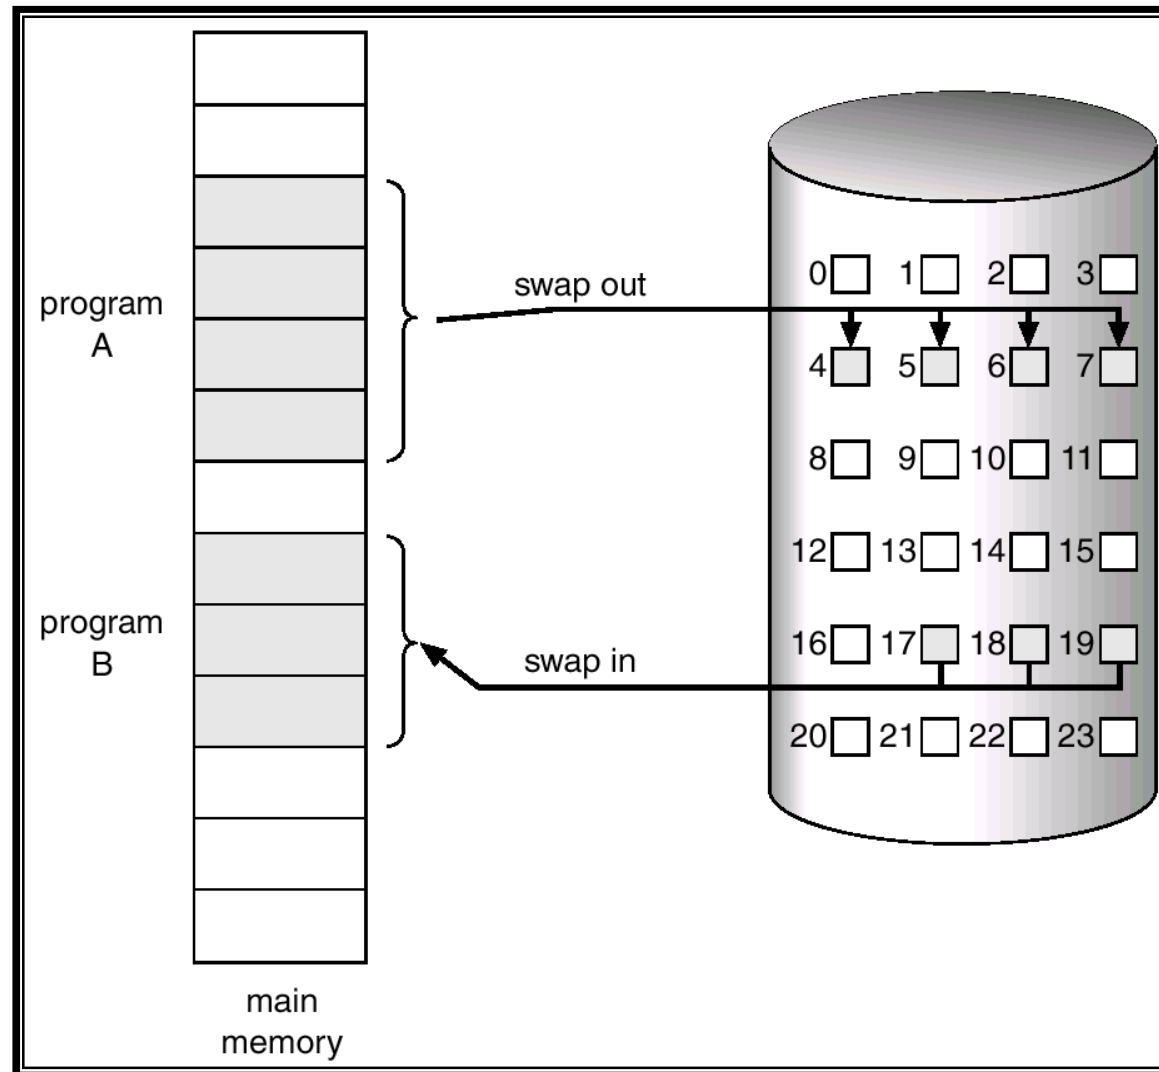 program
A
program
B
main
memory
swap out
swap in
0 1 2 3
4 5 6 7
8 9 10 11
12 13 14 15
16 17 18 19
20 21 22 23